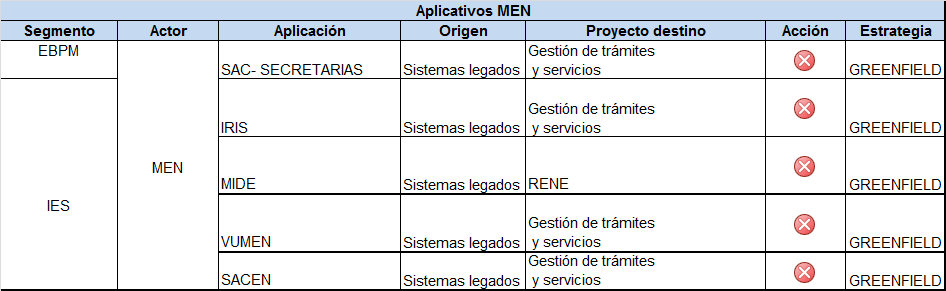 Aplicativos MEN
Segmento Actor Aplicación Origen Proyecto destino Acción Estrategia
EBPM
MEN
SAC- SECRETARIAS Sistemas legados Gestión de trámites
y servicios GREENFIELD
IES
IRIS Sistemas legados Gestión de trámites
y servicios GREENFIELD
MIDE Sistemas legados RENE GREENFIELD
VUMEN Sistemas legados Gestión de trámites
y servicios GREENFIELD
SACEN Sistemas legados Gestión de trámites
y servicios GREENFIELD